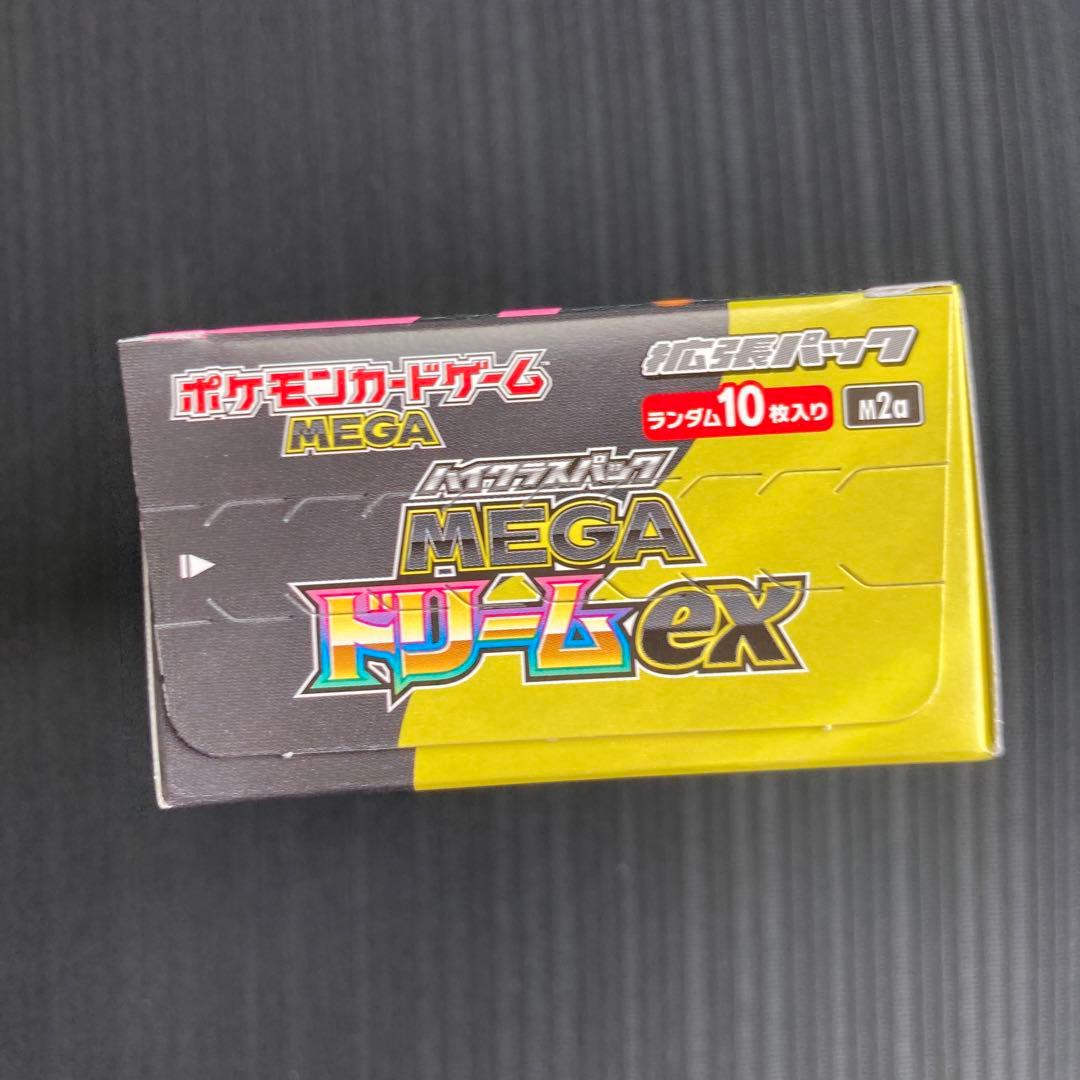 ポケモンカードゲーム
MEGA
拡張パック
ランダム10枚入り
M2a
ハイクラスパック
MEGA
ドリームex